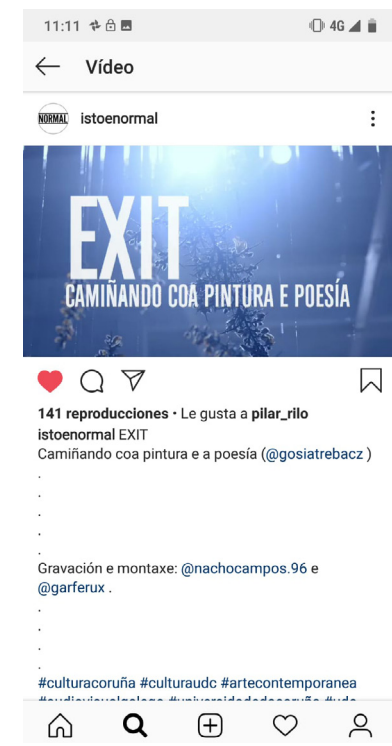 11:11 4G
Vídeo
NORMAL istoenormal
EXIT
CAMIÑANDO COA PINTURA E POESÍA
141 reproducciones · Le gusta a pilar_rilo
istoenormal EXIT
Camiñando coa pintura e a poesía (@gosiatrebacz )
.
.
.
.
.
Gravación e montaxe: @nachocampos.96 e
@garferux .
.
.
.
.
#culturacoruña #culturaudc #artecontemporanea